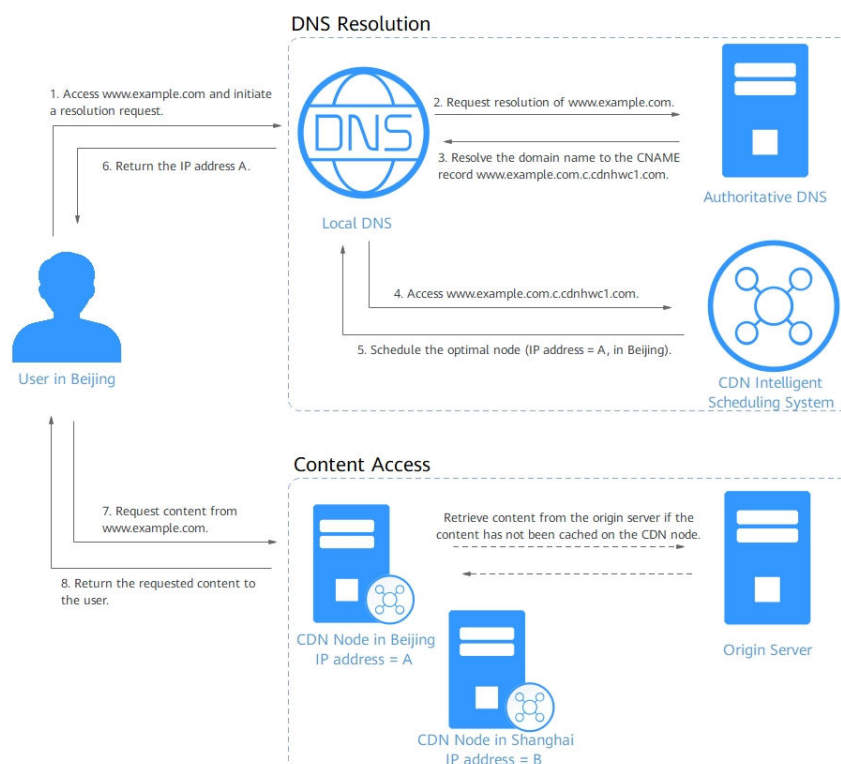 DNS Resolution
1. Access www.example.com and initiate
a resolution request.
2. Request resolution of www.example.com.
DNS
6. Return the IP address A.
3. Resolve the domain name to the CNAME
record www.example.com.c.cdnhwc1.com.
Authoritative DNS
Local DNS
4. Access www.example.com.c.cdnhwc1.com.
5. Schedule the optimal node (IP address = A, in Beijing).
User in Beijing
CDN Intelligent
Scheduling System
Content Access
7. Request content from
www.example.com.
Retrieve content from the origin server if the
content has not been cached on the CDN node.
8. Return the requested content to
the user.
CDN Node in Beijing
IP address = A
Origin Server
CDN Node in Shanghai
IP address = B